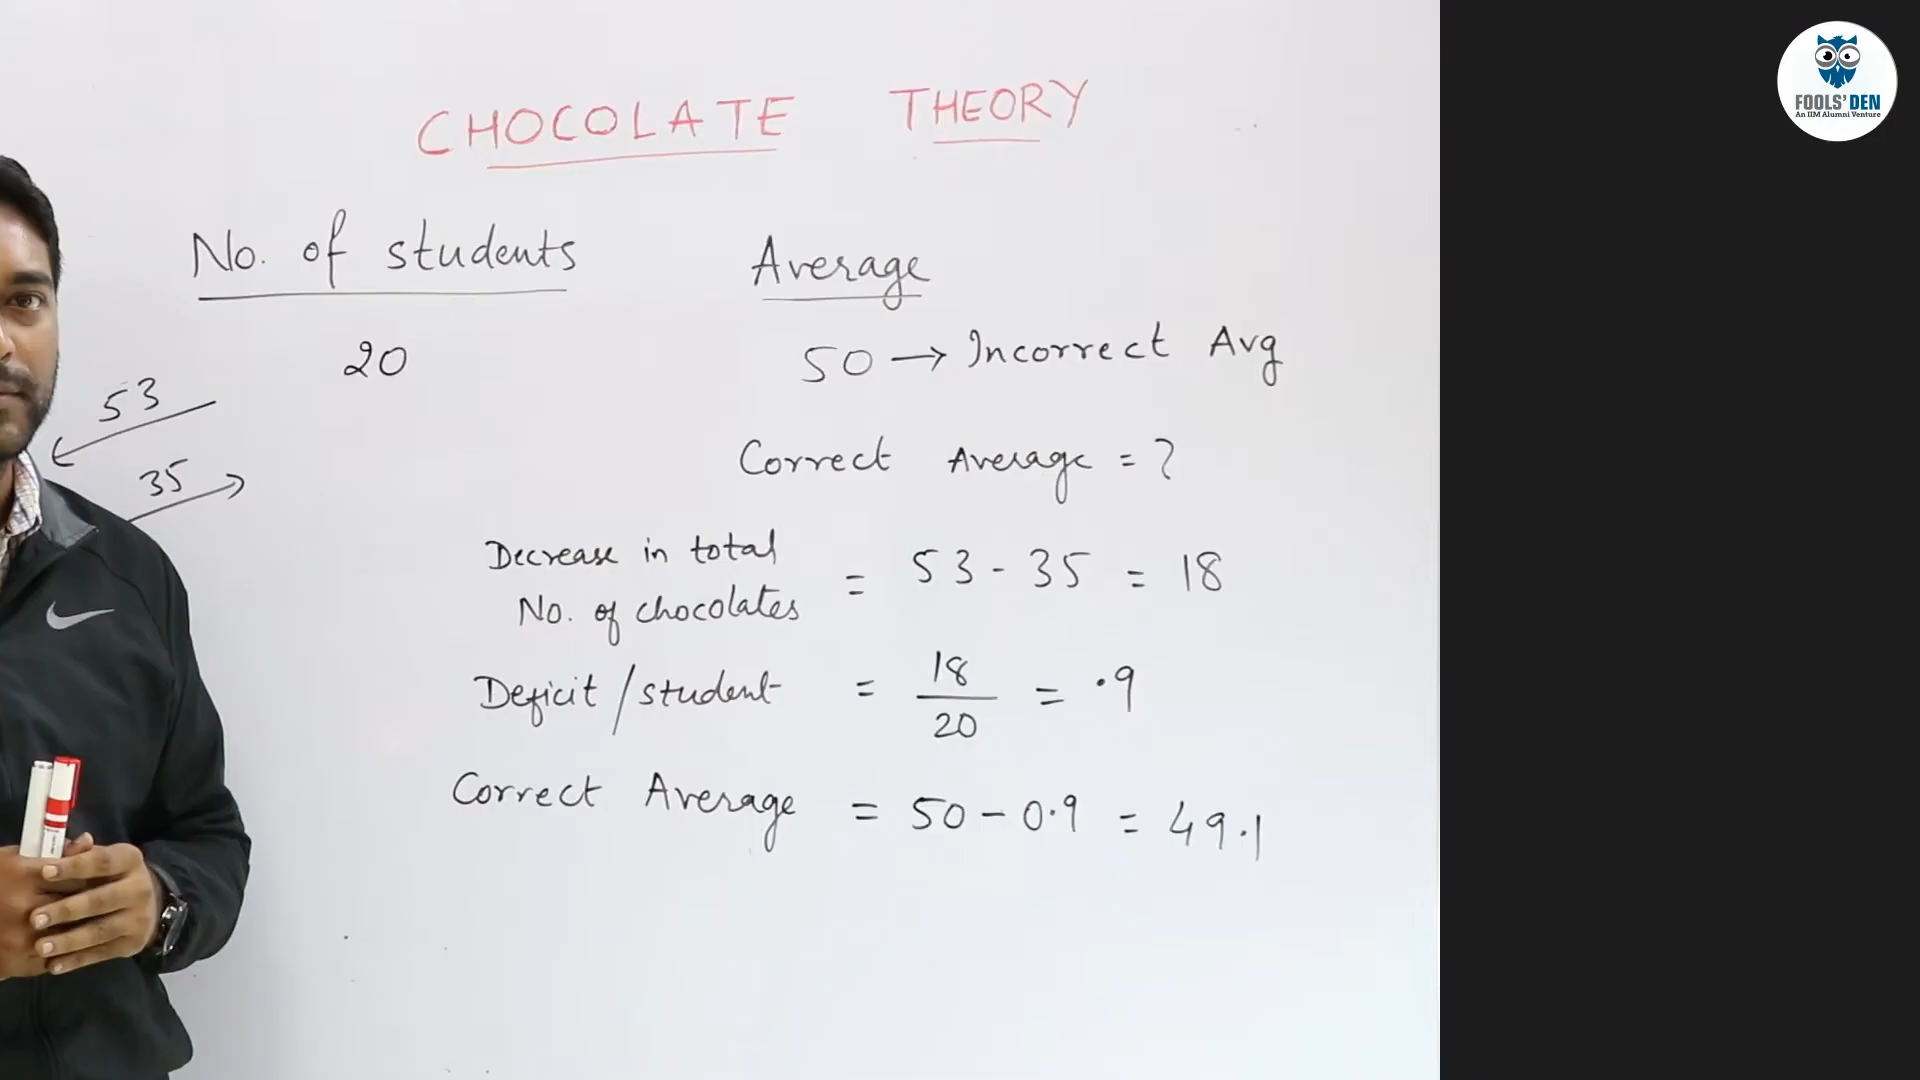 CHOCOLATE THEORY
No. of students Average
20 50 → Incorrect Avg
53
35
Correct Average = ?
Decrease in total
No. of chocolates = 53 - 35 = 18
Deficit / student = 18/20 = .9
Correct Average = 50 - 0.9 = 49.1
FOOLS' DEN
An IIM Alumni Venture